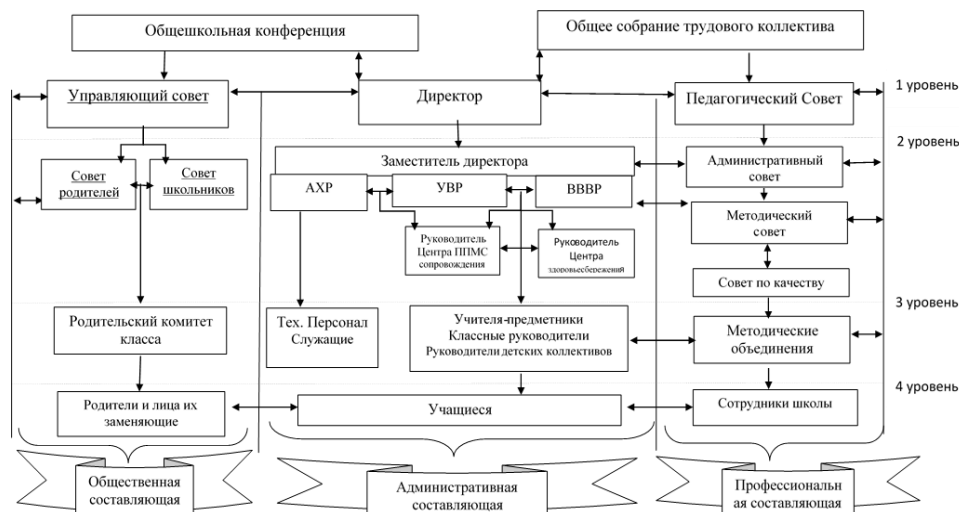 Общешкольная конференция
Общее собрание трудового коллектива
Управляющий совет
Директор
Педагогический Совет
1 уровень
2 уровень
Совет
родителей
Совет
школьников
Заместитель директора
АХР
УВР
ВВВР
Административный
совет
Методический
совет
Руководитель
Центра ППМС
сопровождения
Руководитель
Центра
здоровьесбережений
Совет по качеству
3 уровень
Родительский комитет
класса
Тех. Персонал
Служащие
Учителя-предметники
Классные руководители
Руководители детских коллективов
Методические
объединения
4 уровень
Родители и лица их
заменяющие
Учащиеся
Сотрудники школы
Общественная
составляющая
Административная
составляющая
Профессиональн
ая составляющая